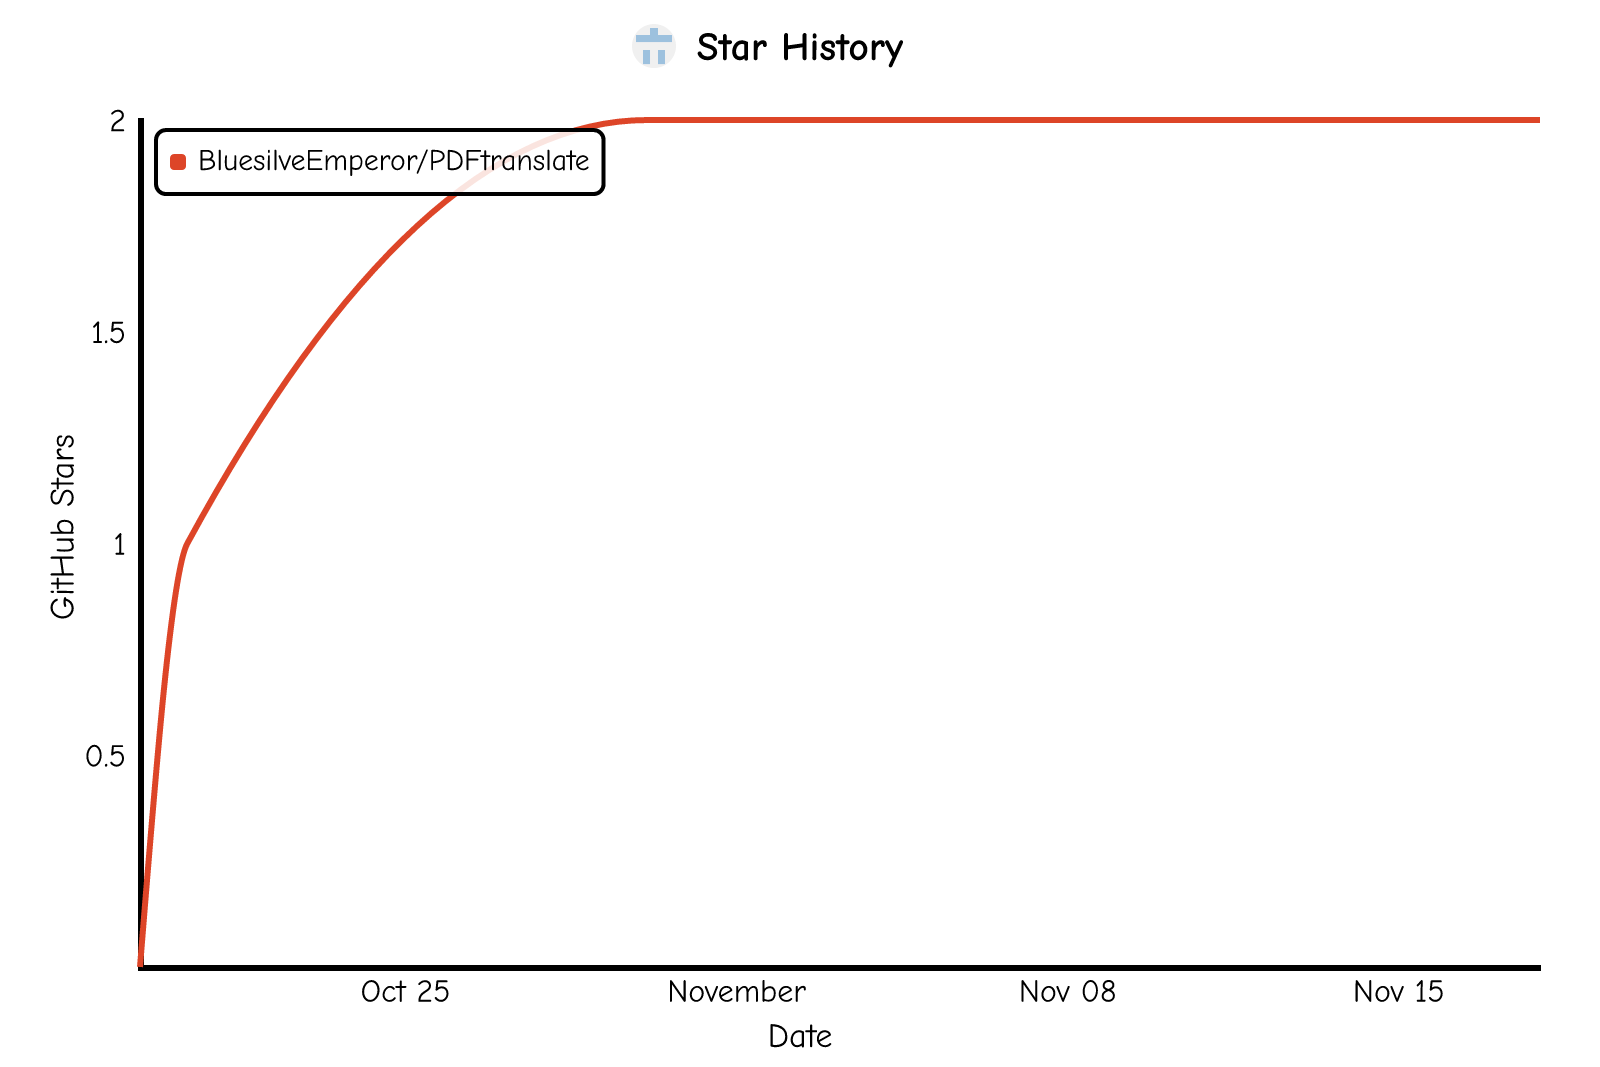 Star History
BluesilveEmperor/PDFtranslate
2
1.5
1
0.5
GitHub Stars
Oct 25
November
Nov 08
Nov 15
Date